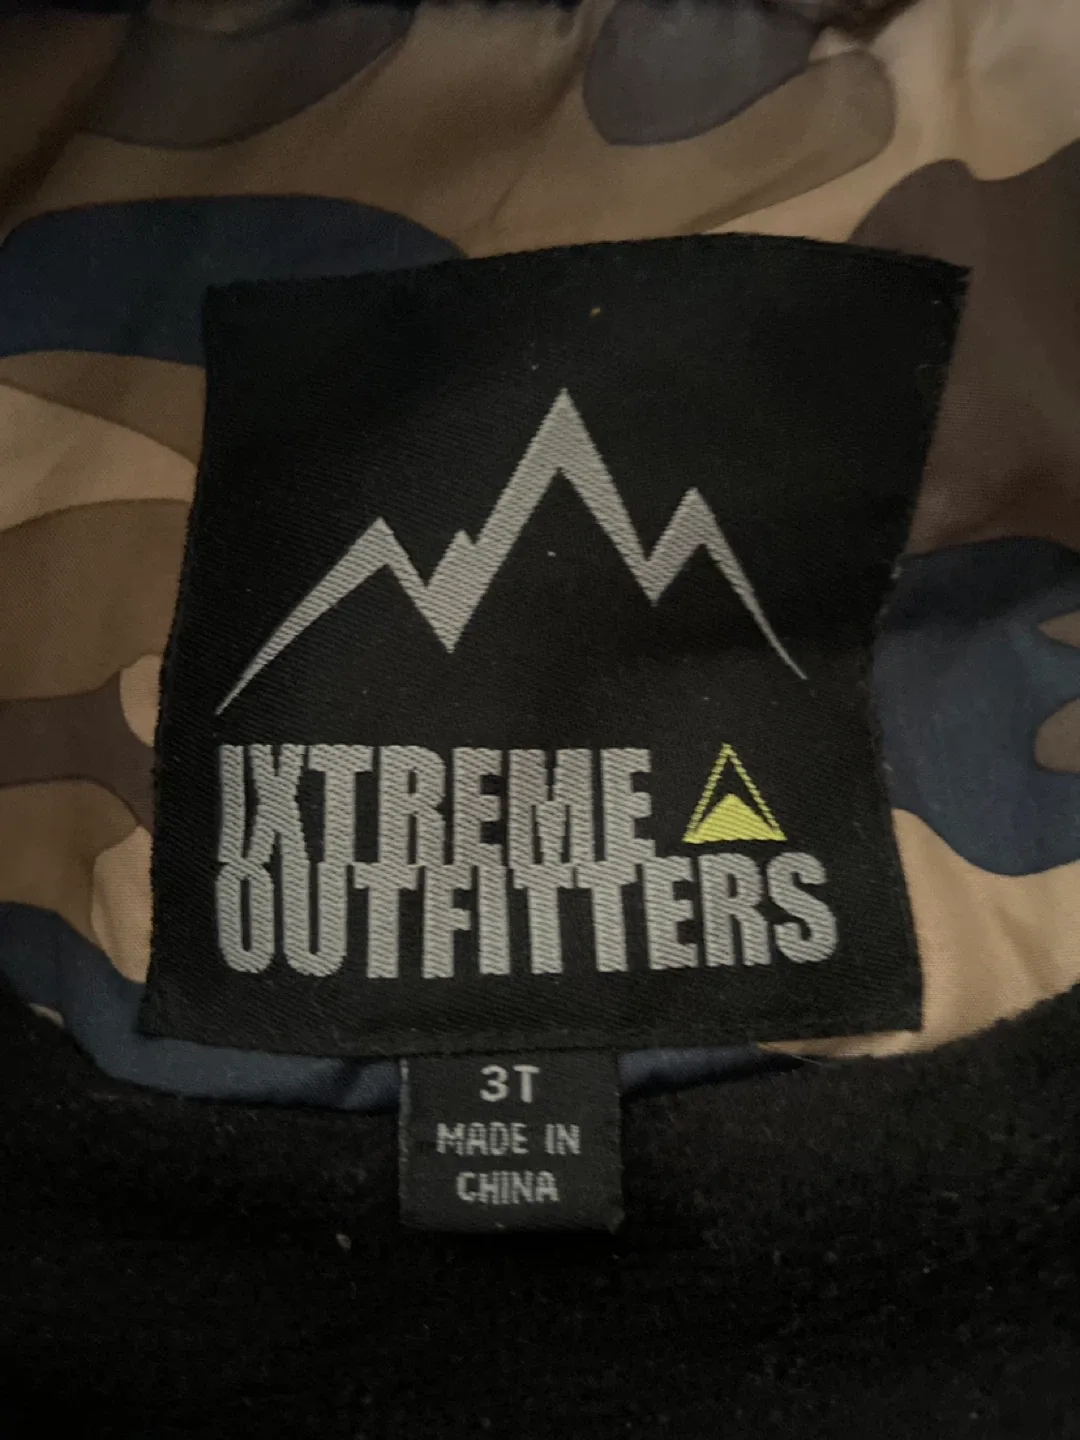 IXTREME
OUTFITTERS
3T
MADE IN
CHINA